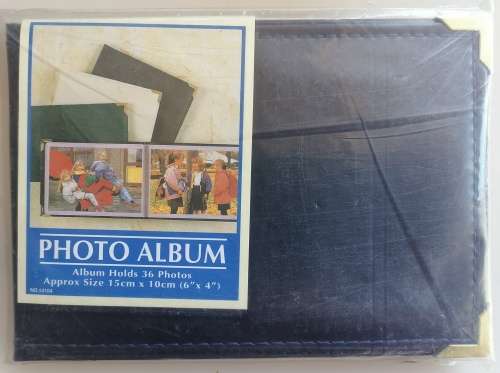 PHOTO ALBUM
Album Holds 36 Photos
Approx Size 15cm x 10cm (6"x 4")